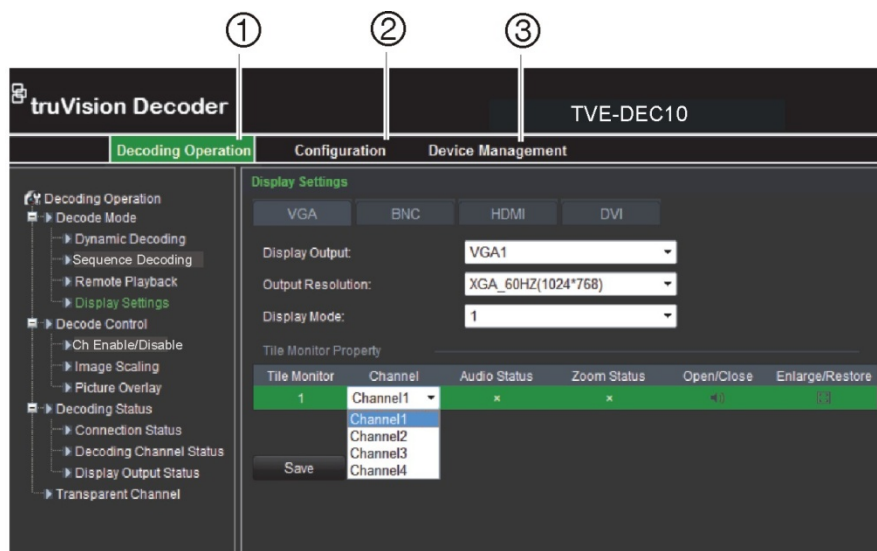 ① ② ③
truVision Decoder
TVE-DEC10
Decoding Operation Configuration Device Management
Decoding Operation
Decode Mode
Dynamic Decoding
Sequence Decoding
Remote Playback
Display Settings
Decode Control
Ch Enable/Disable
Image Scaling
Picture Overlay
Decoding Status
Connection Status
Decoding Channel Status
Display Output Status
Transparent Channel
Display Settings
VGA BNC HDMI DVI
Display Output: VGA1
Output Resolution: XGA_60HZ(1024*768)
Display Mode: 1
Tile Monitor Property
Tile Monitor Channel Audio Status Zoom Status Open/Close Enlarge/Restore
1 Channel1 × ×
Channel1
Channel2
Channel3
Channel4
Save